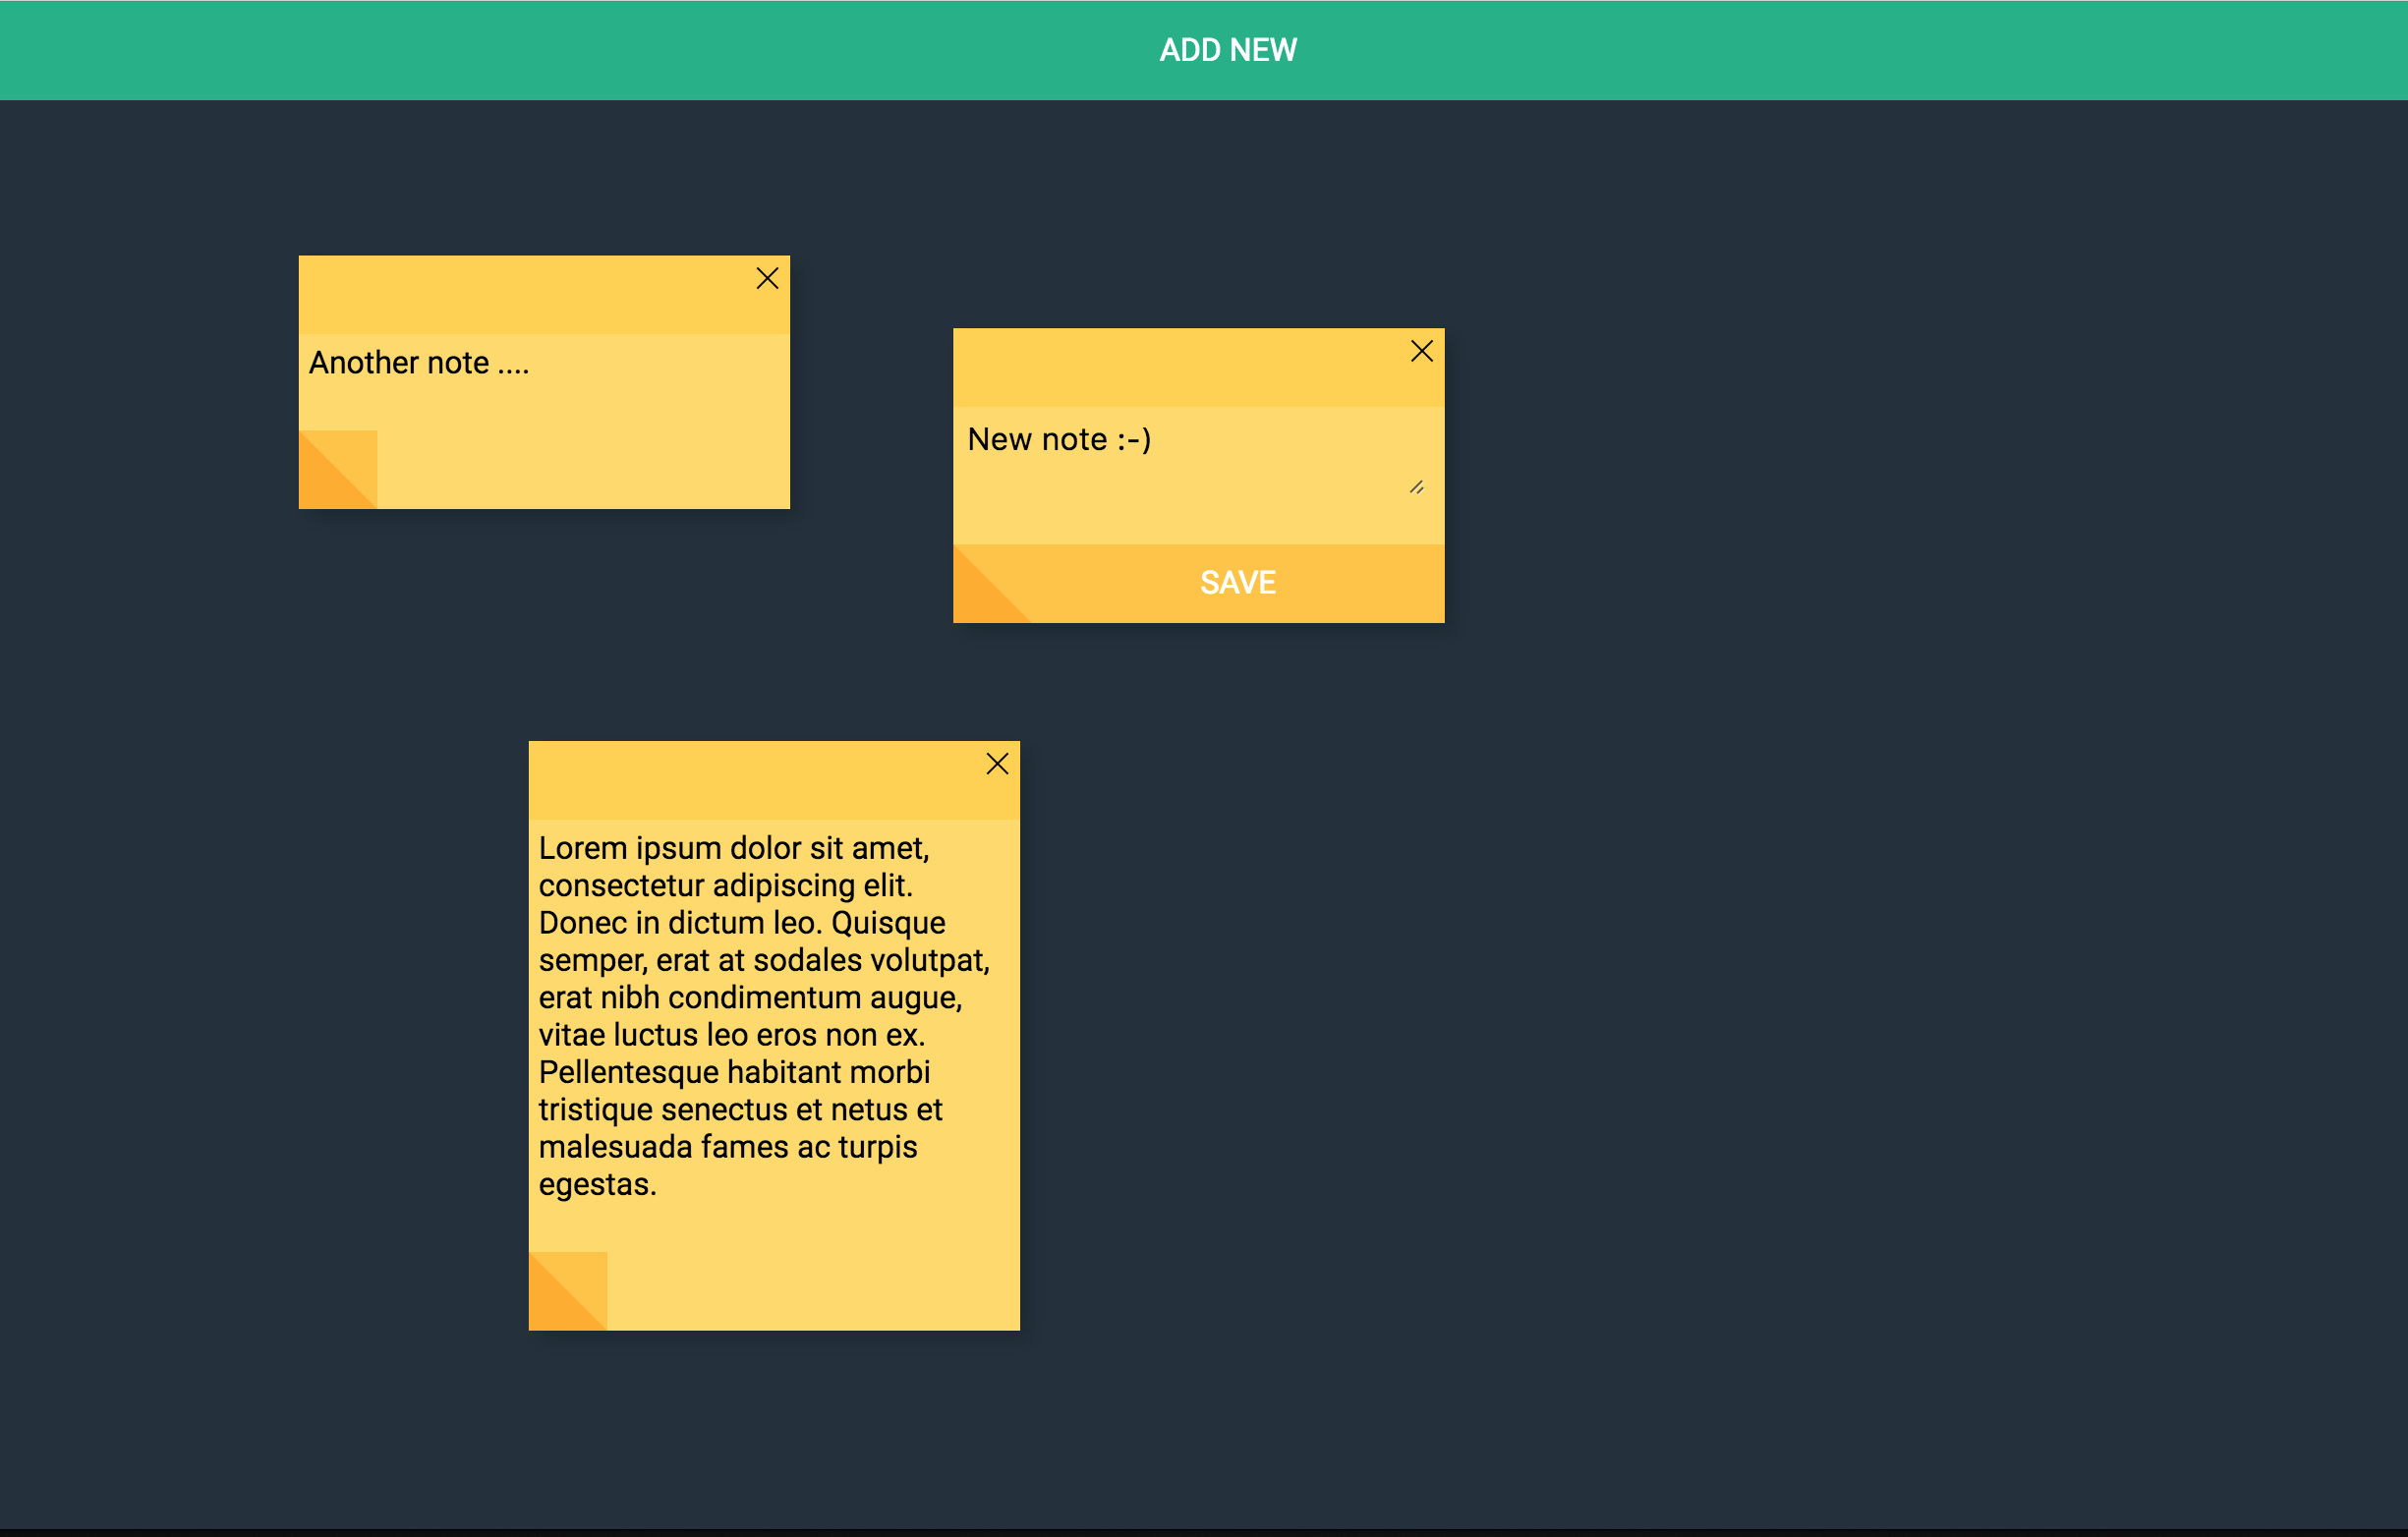 ADD NEW
Another note ....
New note :-)
SAVE
Lorem ipsum dolor sit amet,
consectetur adipiscing elit.
Donec in dictum leo. Quisque
semper, erat at sodales volutpat,
erat nibh condimentum augue,
vitae luctus leo eros non ex.
Pellentesque habitant morbi
tristique senectus et netus et
malesuada fames ac turpis
egestas.